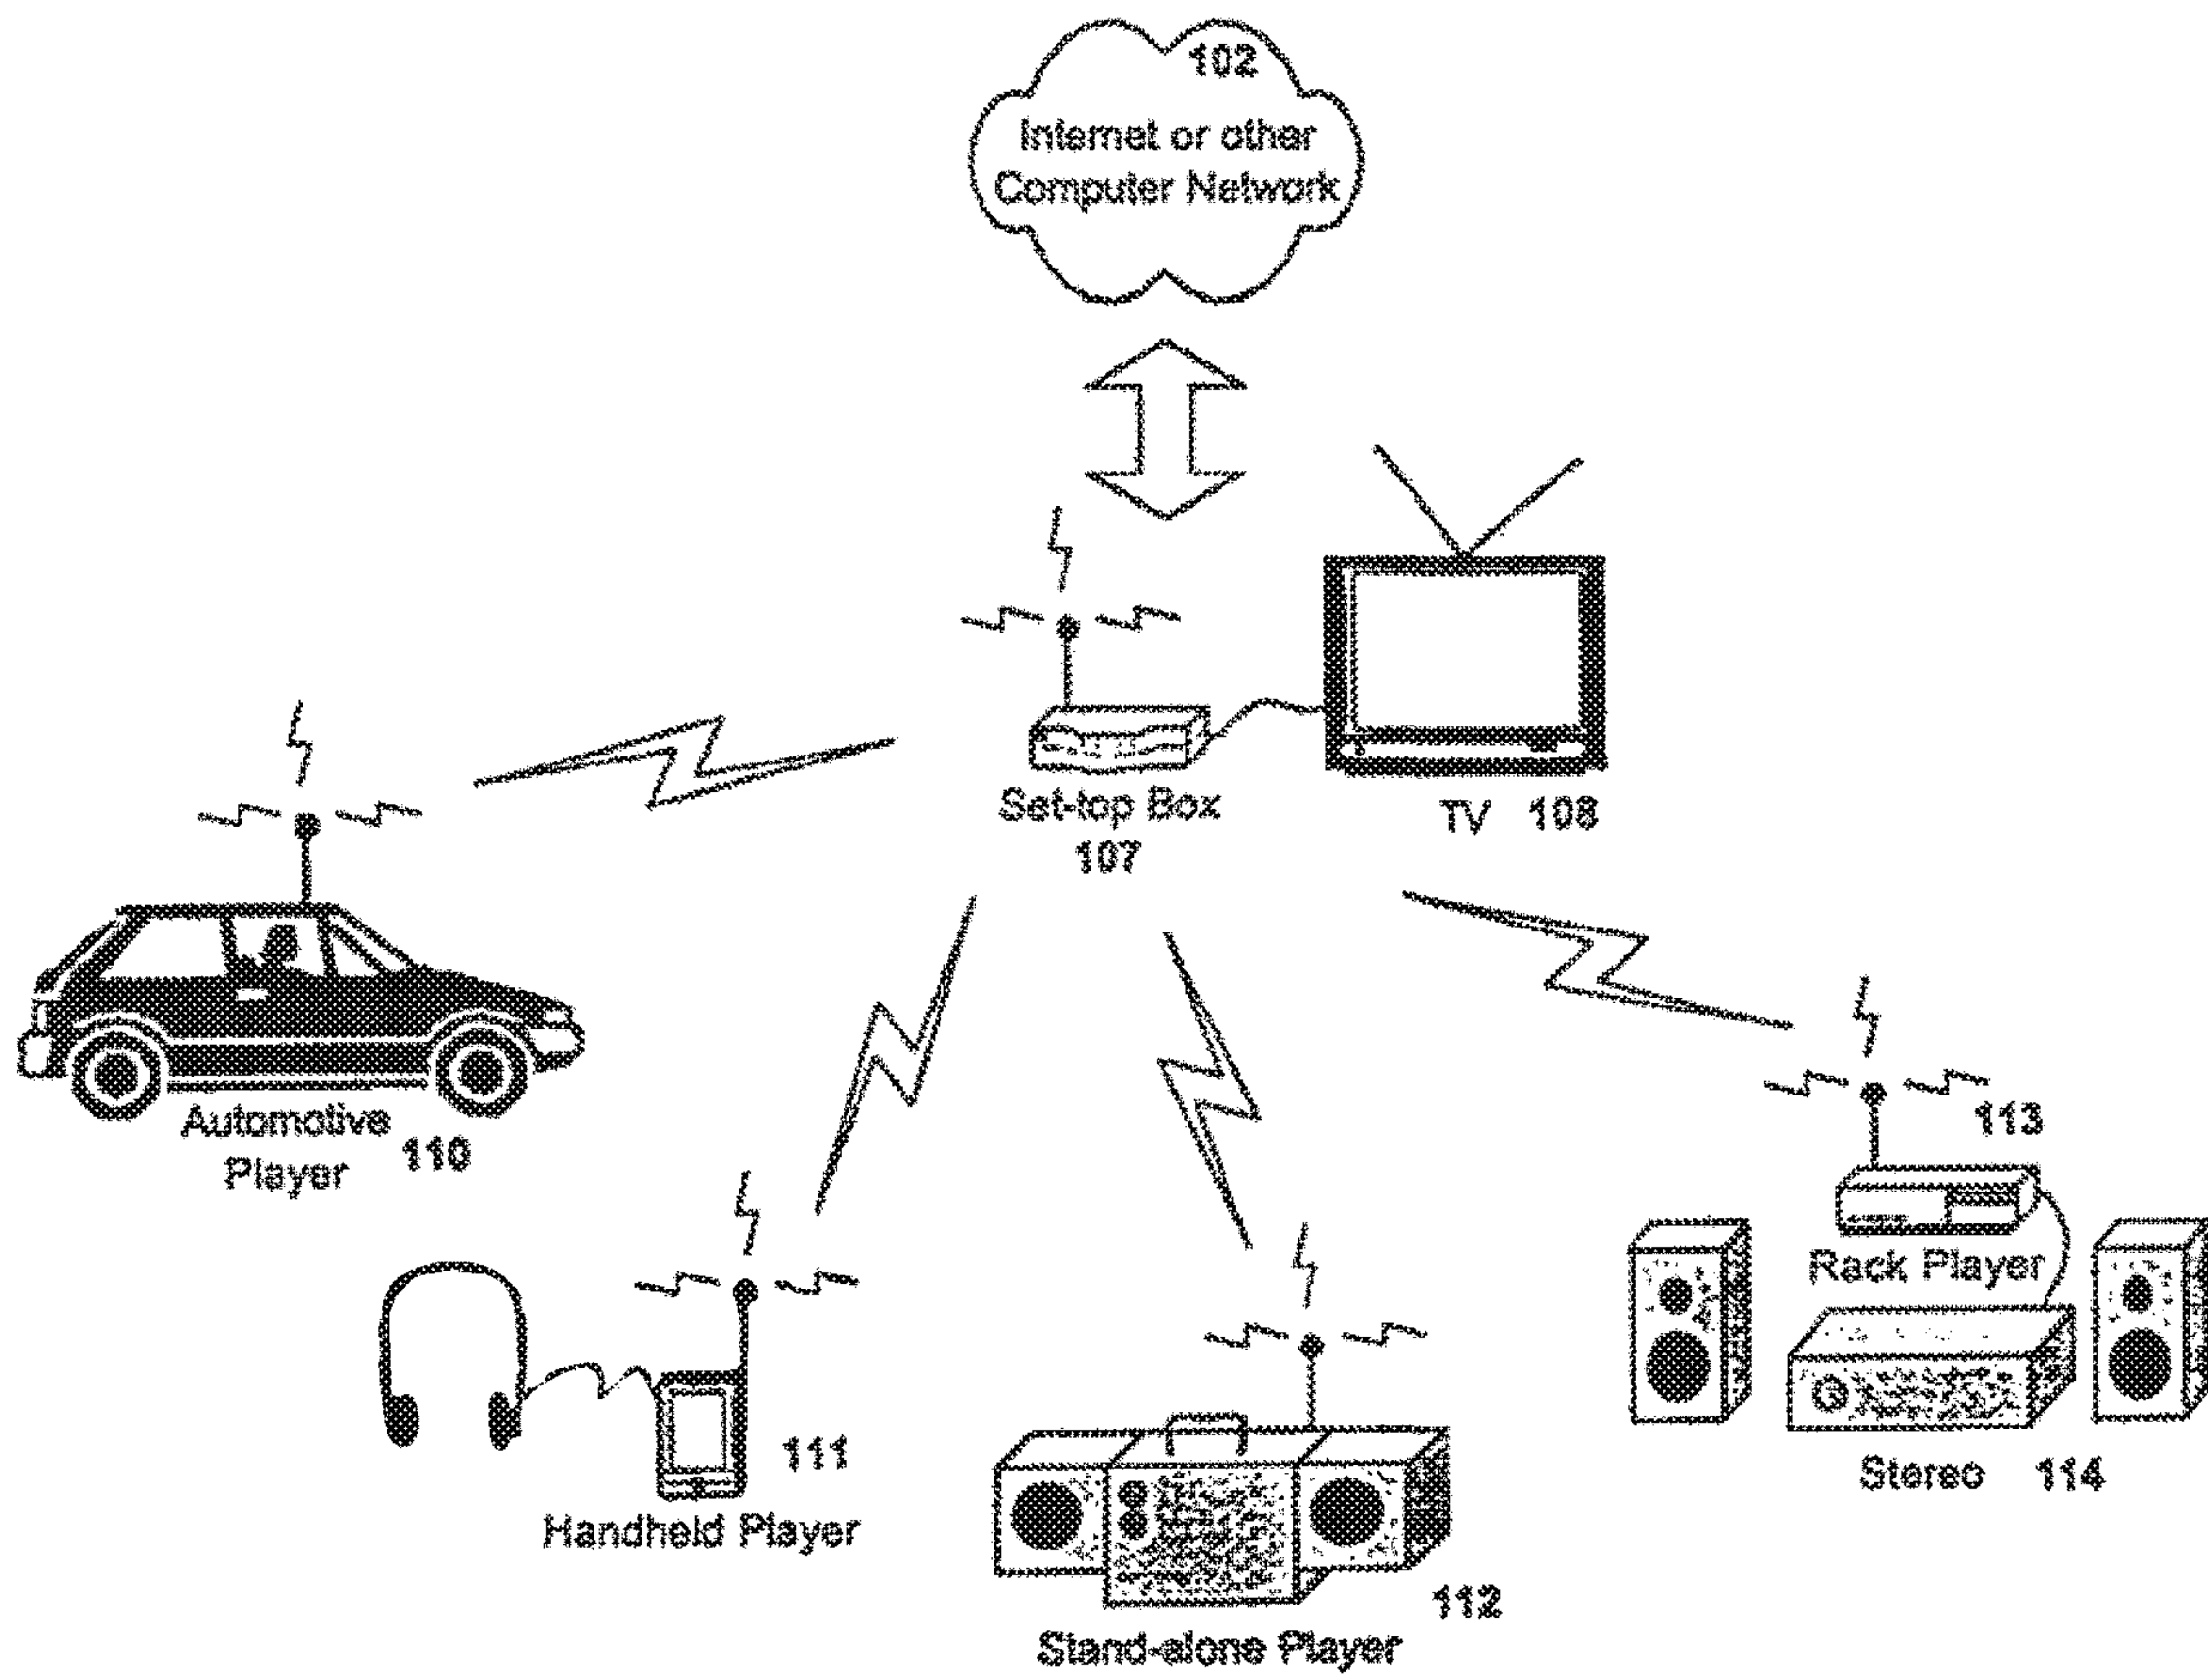 102
Internet or other
Computer Network
Set-top Box
107
TV 108
Automotive
Player 110
113
Rack Player
111
Handheld Player
Stereo 114
112
Stand-alone Player